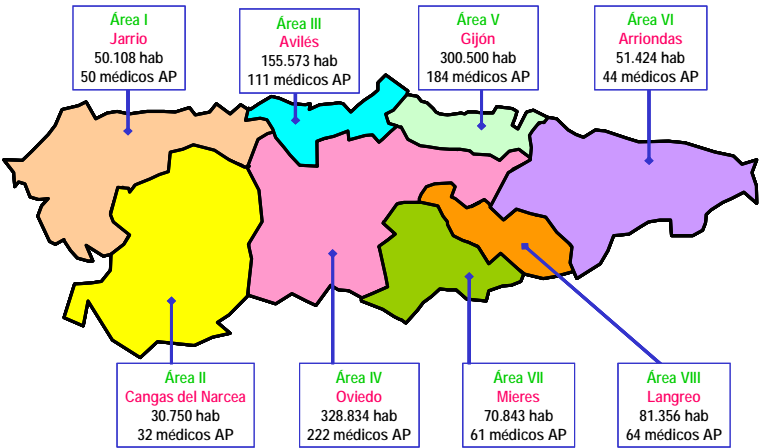 Área I
Jarrio
50.108 hab
50 médicos AP
Área III
Avilés
155.573 hab
111 médicos AP
Área V
Gijón
300.500 hab
184 médicos AP
Área VI
Arriondas
51.424 hab
44 médicos AP
Área II
Cangas del Narcea
30.750 hab
32 médicos AP
Área IV
Oviedo
328.834 hab
222 médicos AP
Área VII
Mieres
70.843 hab
61 médicos AP
Área VIII
Langreo
81.356 hab
64 médicos AP